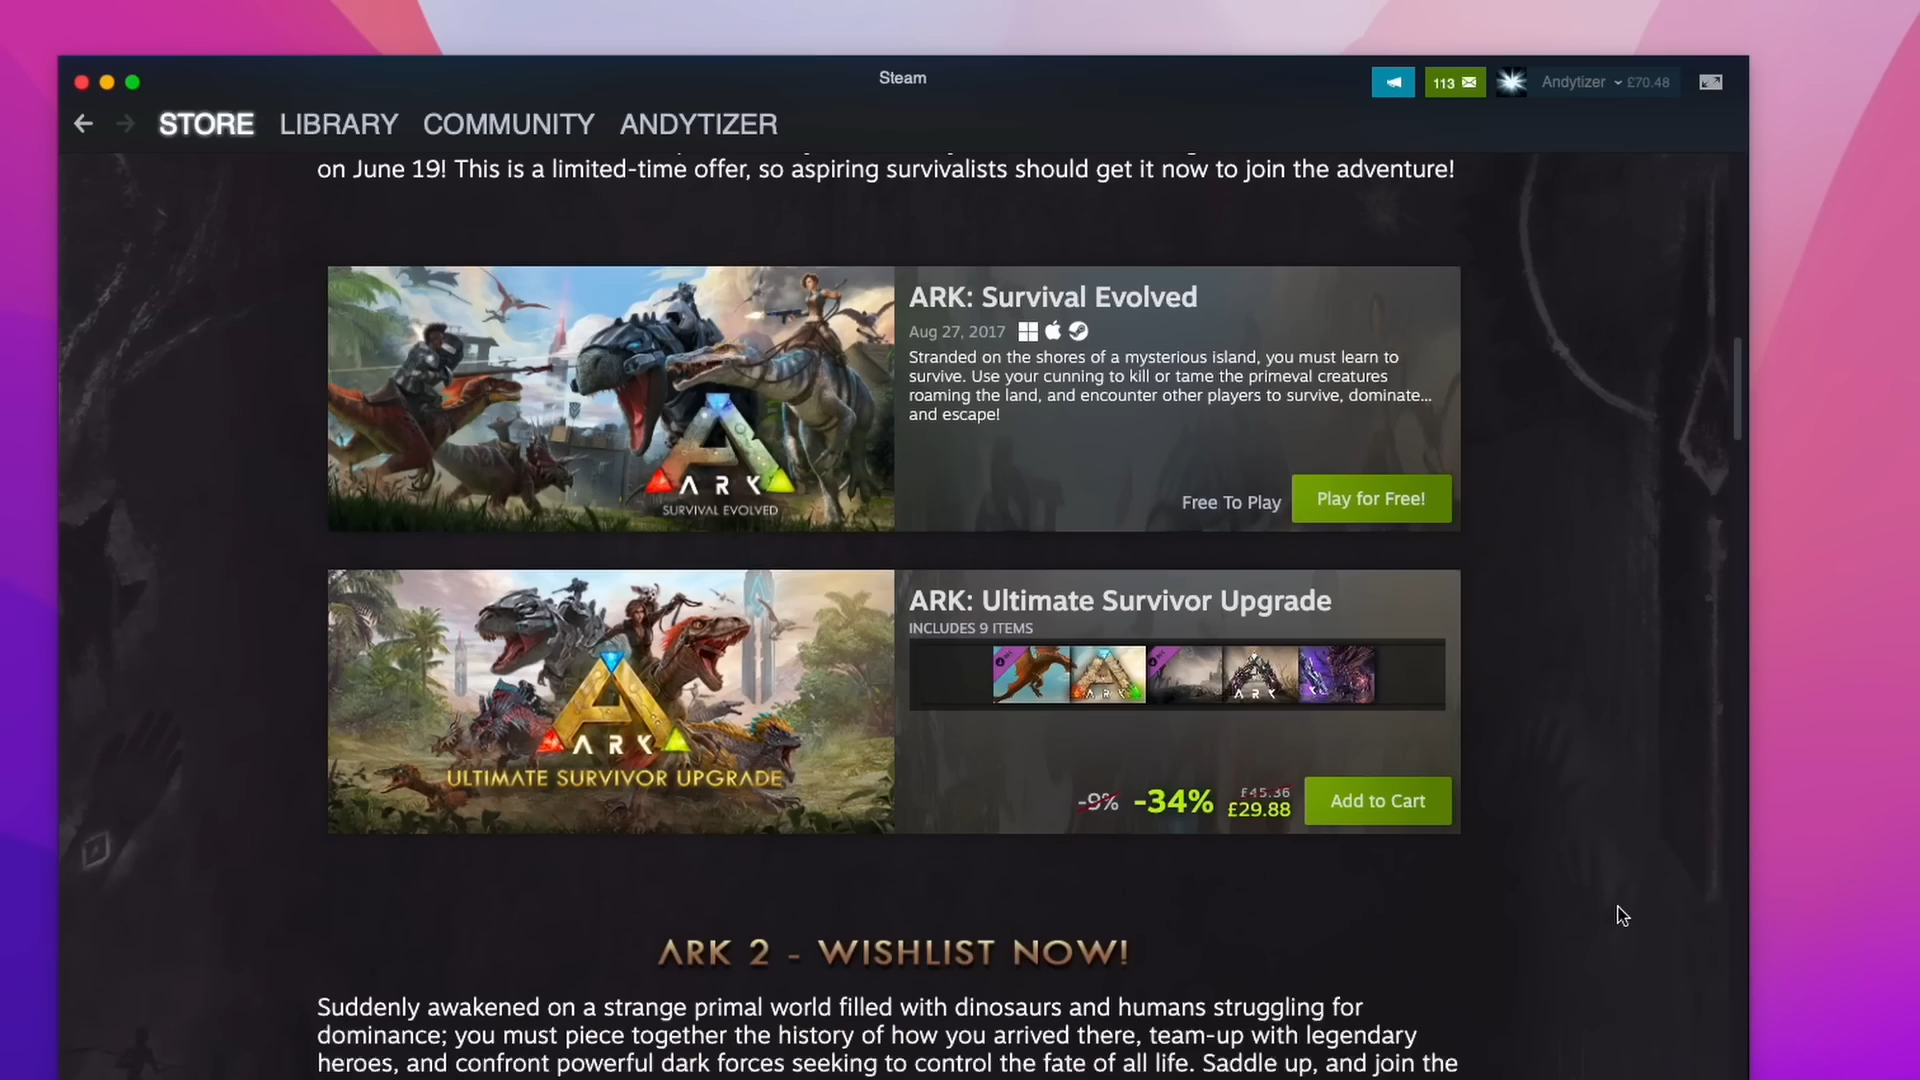 Steam
113
Andytizer
£70.48
STORE
LIBRARY
COMMUNITY
ANDYTIZER
on June 19! This is a limited-time offer, so aspiring survivalists should get it now to join the adventure!
ARK
SURVIVAL EVOLVED
ARK: Survival Evolved
Aug 27, 2017
Stranded on the shores of a mysterious island, you must learn to
survive. Use your cunning to kill or tame the primeval creatures
roaming the land, and encounter other players to survive, dominate...
and escape!
Free To Play
Play for Free!
ARK
ULTIMATE SURVIVOR UPGRADE
ARK: Ultimate Survivor Upgrade
INCLUDES 9 ITEMS
ARK
ARK
-9%
-34%
£45.36
£29.88
Add to Cart
ARK 2 - WISHLIST NOW!
Suddenly awakened on a strange primal world filled with dinosaurs and humans struggling for
dominance; you must piece together the history of how you arrived there, team-up with legendary
heroes, and confront powerful dark forces seeking to control the fate of all life. Saddle up, and join the